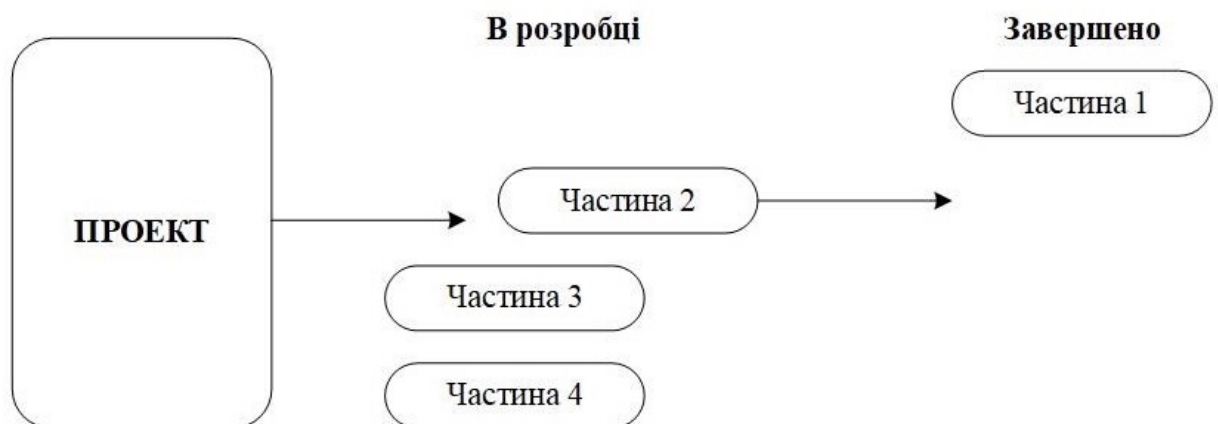 В розробці
Завершено
Частина 1
Частина 2
ПРОЕКТ
Частина 3
Частина 4